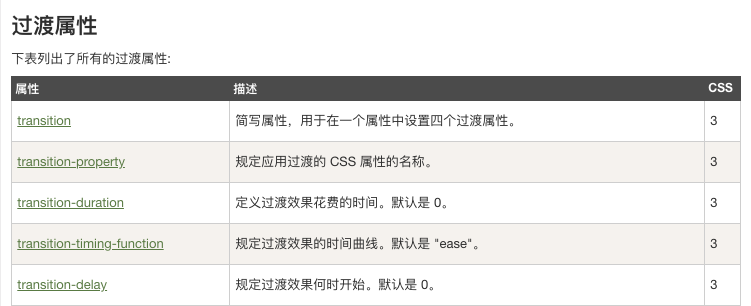 过渡属性
下表列出了所有的过渡属性:
属性 描述 CSS
transition 简写属性，用于在一个属性中设置四个过渡属性。 3
transition-property 规定应用过渡的 CSS 属性的名称。 3
transition-duration 定义过渡效果花费的时间。默认是 0。 3
transition-timing-function 规定过渡效果的时间曲线。默认是 "ease"。 3
transition-delay 规定过渡效果何时开始。默认是 0。 3